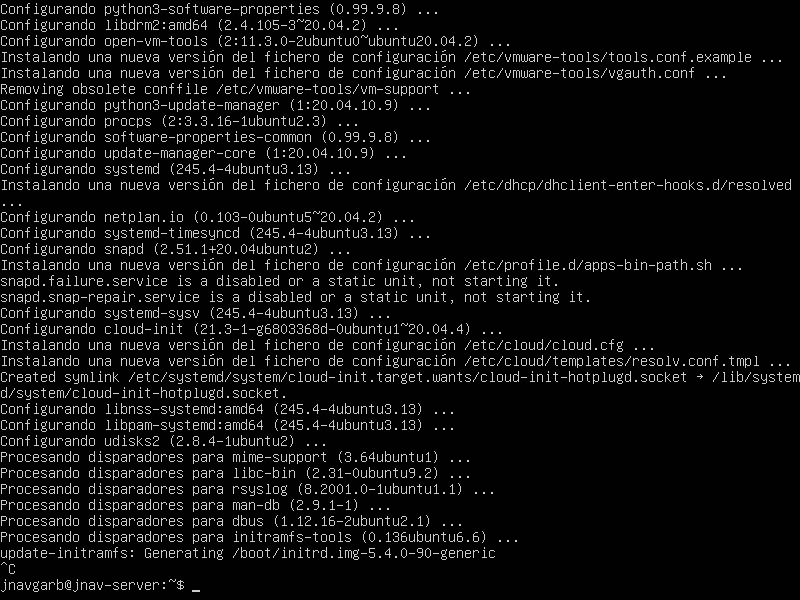 Configurando python3-software-properties (0.99.9.8) ...
Configurando libdrm2:amd64 (2.4.105-3~20.04.2) ...
Configurando open-vm-tools (2:11.3.0-2ubuntu0~ubuntu20.04.2) ...
Instalando una nueva versión del fichero de configuración /etc/vmware-tools/tools.conf.example ...
Instalando una nueva versión del fichero de configuración /etc/vmware-tools/vgauth.conf ...
Removing obsolete conffile /etc/vmware-tools/vm-support ...
Configurando python3-update-manager (1:20.04.10.9) ...
Configurando procps (2:3.3.16-1ubuntu2.3) ...
Configurando software-properties-common (0.99.9.8) ...
Configurando update-manager-core (1:20.04.10.9) ...
Configurando systemd (245.4-4ubuntu3.13) ...
Instalando una nueva versión del fichero de configuración /etc/dhcp/dhclient-enter-hooks.d/resolved
...
Configurando netplan.io (0.103-0ubuntu5~20.04.2) ...
Configurando systemd-timesyncd (245.4-4ubuntu3.13) ...
Configurando snapd (2.51.1+20.04ubuntu2) ...
Instalando una nueva versión del fichero de configuración /etc/profile.d/apps-bin-path.sh ...
snapd.failure.service is a disabled or a static unit, not starting it.
snapd.snap-repair.service is a disabled or a static unit, not starting it.
Configurando systemd-sysv (245.4-4ubuntu3.13) ...
Configurando cloud-init (21.3-1-g6803368d-0ubuntu1~20.04.4) ...
Instalando una nueva versión del fichero de configuración /etc/cloud/cloud.cfg ...
Instalando una nueva versión del fichero de configuración /etc/cloud/templates/resolv.conf.tmpl ...
Created symlink /etc/systemd/system/cloud-init.target.wants/cloud-init-hotplugd.socket → /lib/system
d/system/cloud-init-hotplugd.socket.
Configurando libnss-systemd:amd64 (245.4-4ubuntu3.13) ...
Configurando libpam-systemd:amd64 (245.4-4ubuntu3.13) ...
Configurando udisks2 (2.8.4-1ubuntu2) ...
Procesando disparadores para mime-support (3.64ubuntu1) ...
Procesando disparadores para libc-bin (2.31-0ubuntu9.2) ...
Procesando disparadores para rsyslog (8.2001.0-1ubuntu1.1) ...
Procesando disparadores para man-db (2.9.1-1) ...
Procesando disparadores para dbus (1.12.16-2ubuntu2.1) ...
Procesando disparadores para initramfs-tools (0.136ubuntu6.6) ...
update-initramfs: Generating /boot/initrd.img-5.4.0-90-generic
^C
jnavgarb@jnav-server:~$ _